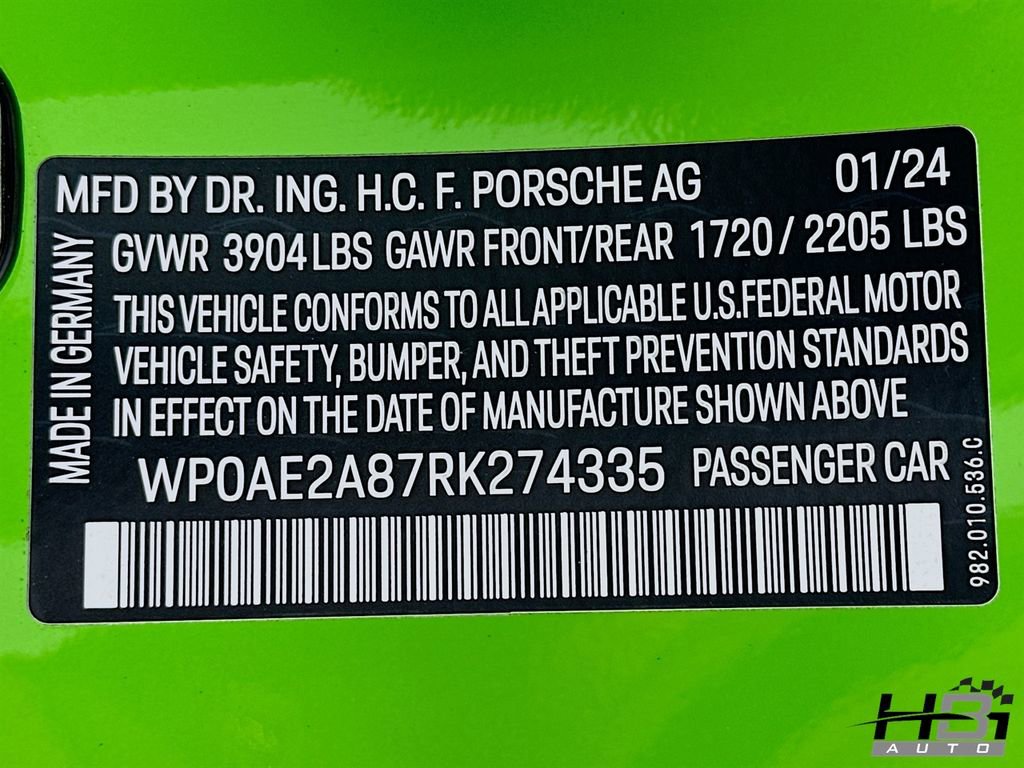 MFD BY DR. ING. H.C. F. PORSCHE AG 01/24
GVWR 3904 LBS GAWR FRONT/REAR 1720 / 2205 LBS
THIS VEHICLE CONFORMS TO ALL APPLICABLE U.S.FEDERAL MOTOR
VEHICLE SAFETY, BUMPER, AND THEFT PREVENTION STANDARDS
IN EFFECT ON THE DATE OF MANUFACTURE SHOWN ABOVE
WP0AE2A87RK274335 PASSENGER CAR
MADE IN GERMANY
982.010.536.C
HBI
AUTO